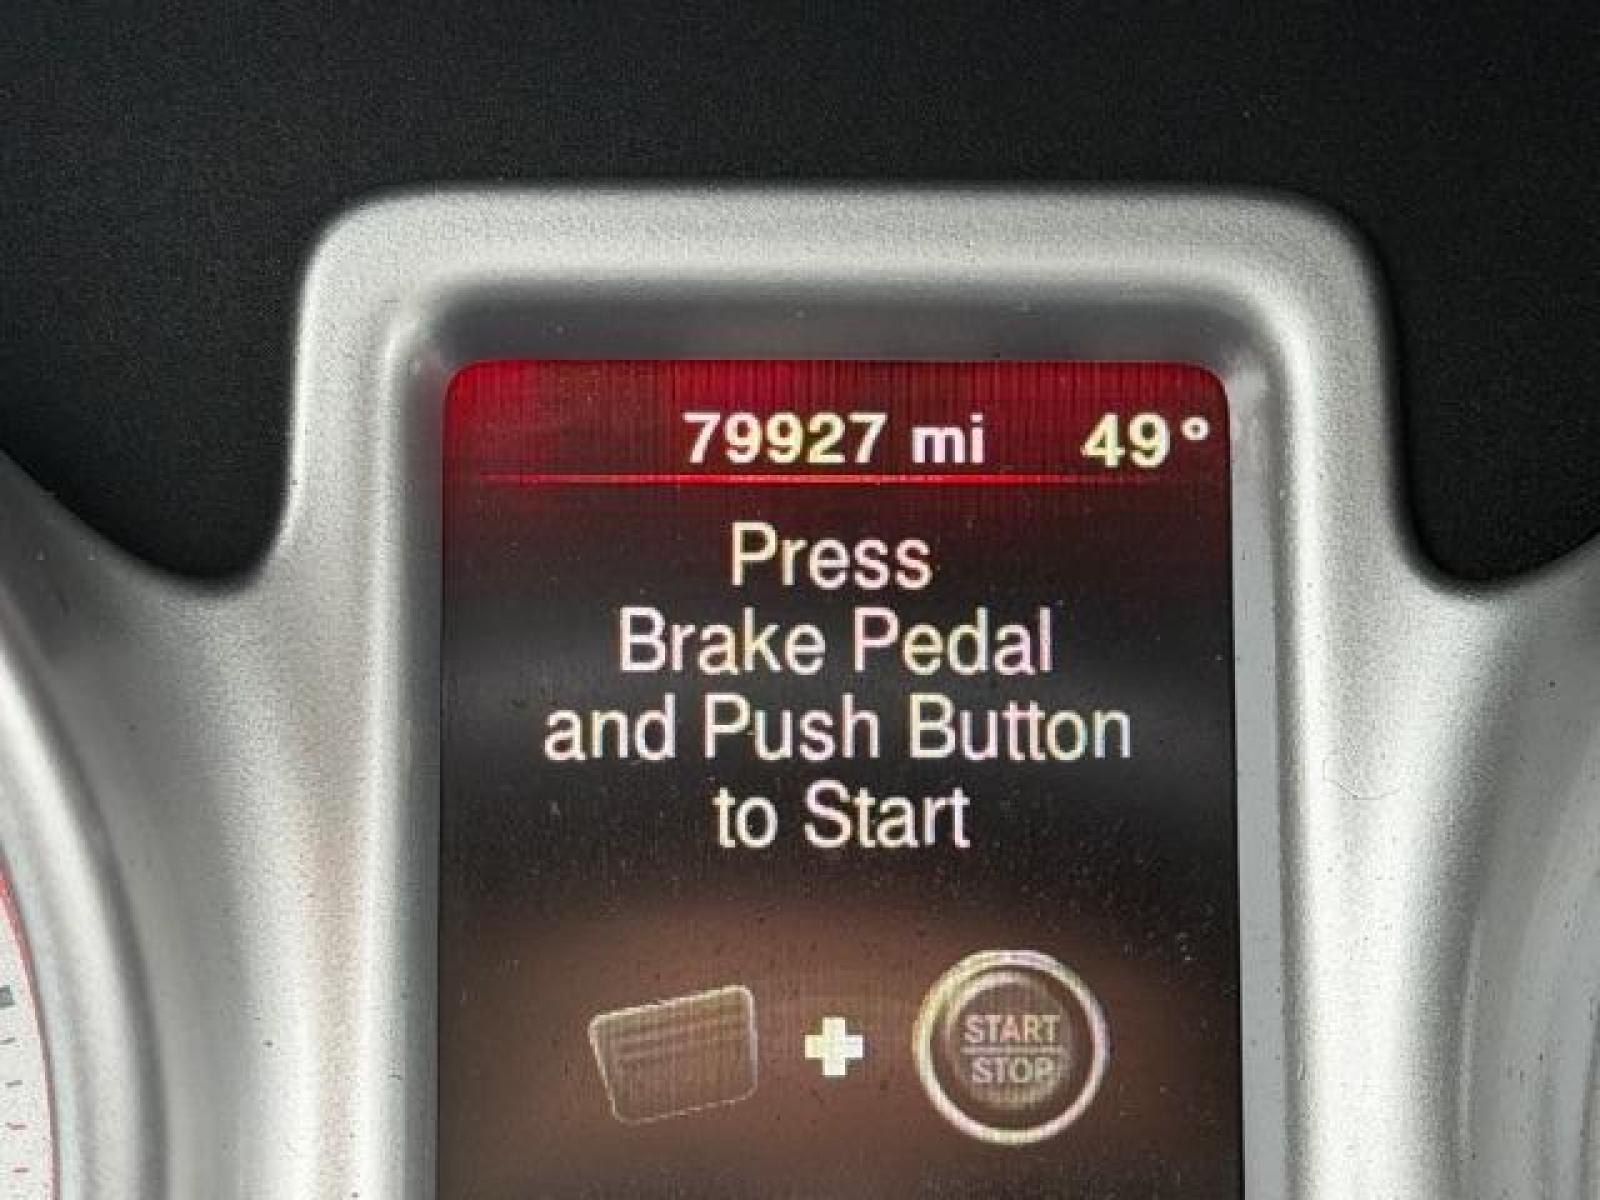 79927 mi 49°
Press
Brake Pedal
and Push Button
to Start
START
STOP